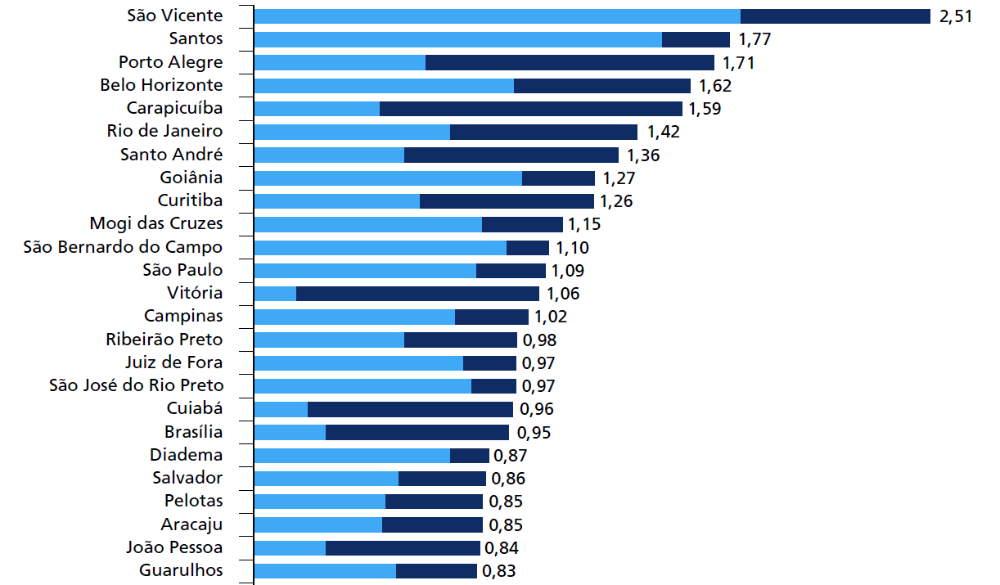 São Vicente 2,51
Santos 1,77
Porto Alegre 1,71
Belo Horizonte 1,62
Carapicuíba 1,59
Rio de Janeiro 1,42
Santo André 1,36
Goiânia 1,27
Curitiba 1,26
Mogi das Cruzes 1,15
São Bernardo do Campo 1,10
São Paulo 1,09
Vitória 1,06
Campinas 1,02
Ribeirão Preto 0,98
Juiz de Fora 0,97
São José do Rio Preto 0,97
Cuiabá 0,96
Brasília 0,95
Diadema 0,87
Salvador 0,86
Pelotas 0,85
Aracaju 0,85
João Pessoa 0,84
Guarulhos 0,83